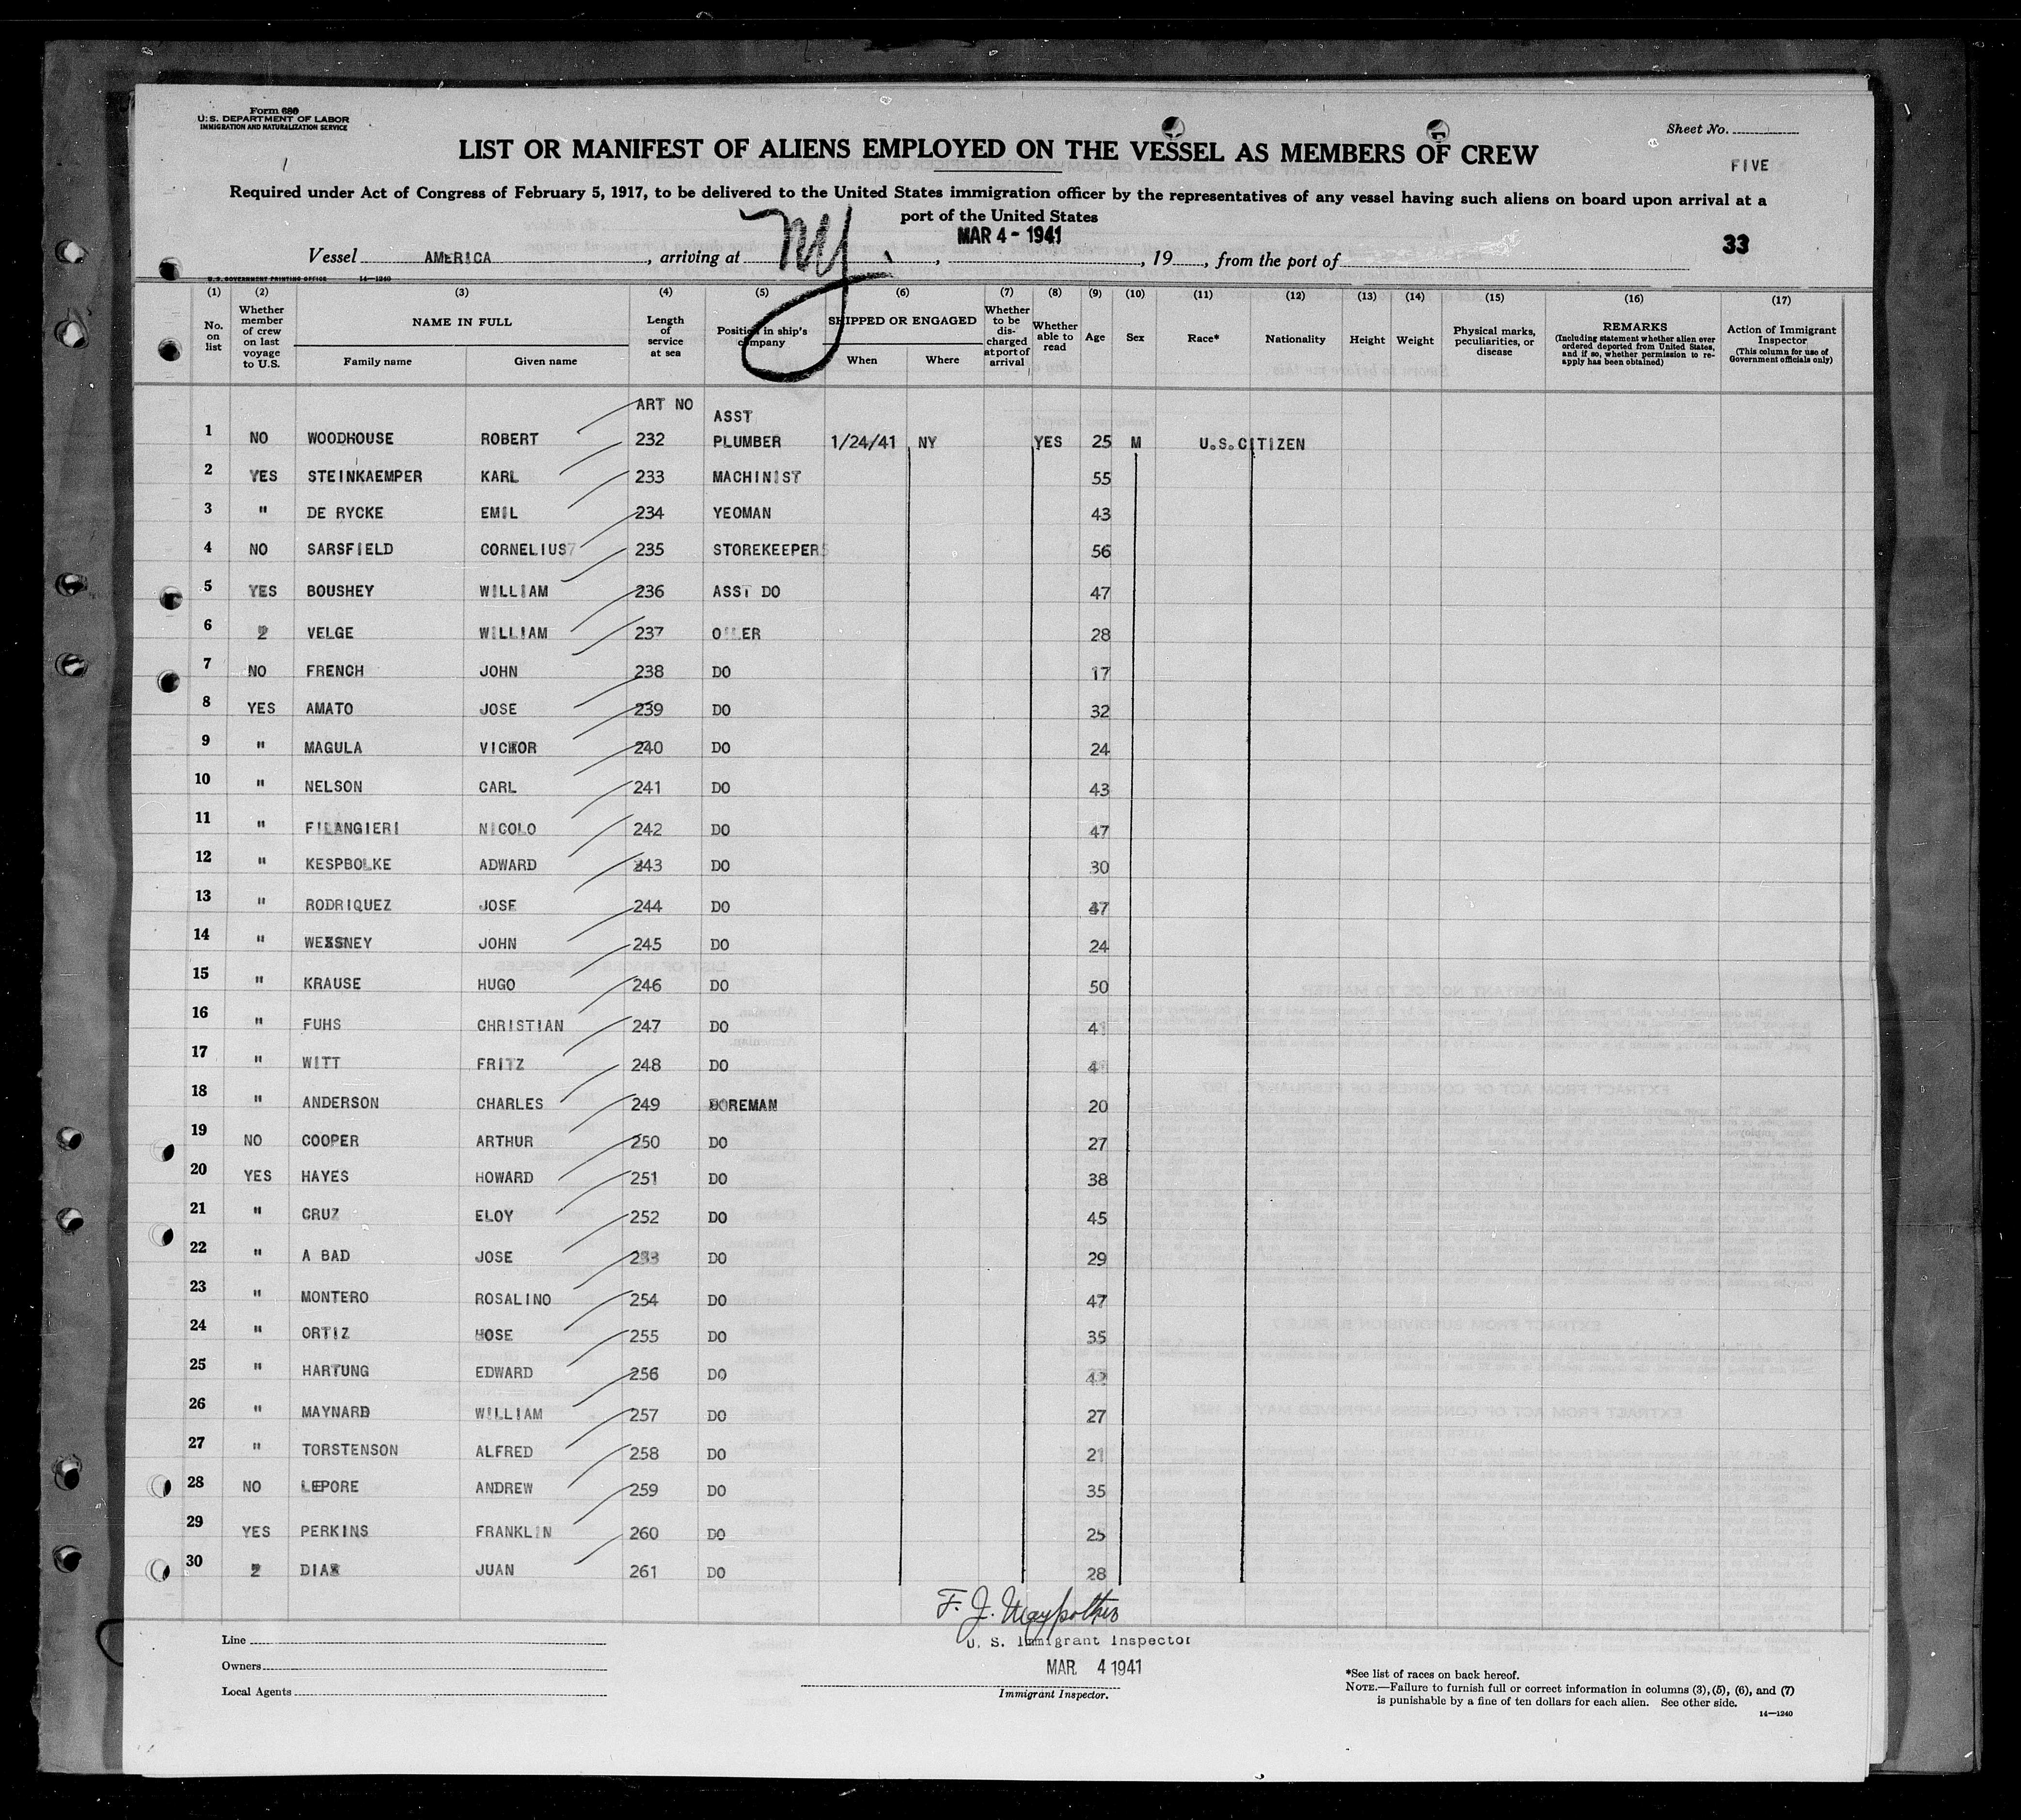 Form 680
U. S. DEPARTMENT OF LABOR
IMMIGRATION AND NATURALIZATION SERVICE
Sheet No.
FIVE
LIST OR MANIFEST OF ALIENS EMPLOYED ON THE VESSEL AS MEMBERS OF CREW
Required under Act of Congress of February 5, 1917, to be delivered to the United States immigration officer by the representatives of any vessel having such aliens on board upon arrival at a
port of the United States
MAR 4 - 1941
33
Vessel AMERICA, arriving at NY, , 19 , from the port of
U. S. GOVERNMENT PRINTING OFFICE 14—1240
(1) (2) (3) (4) (5) (6) (7) (8) (9) (10) (11) (12) (13) (14) (15) (16) (17)
No. on list
Whether member of crew on last voyage to U.S.
NAME IN FULL
Family name
Given name
Length of service at sea
Position in ship's company
SHIPPED OR ENGAGED
When
Where
Whether to be discharged at port of arrival
Whether able to read
Age
Sex
Race*
Nationality
Height
Weight
Physical marks, peculiarities, or disease
REMARKS
(Including statement whether alien ever ordered deported from United States, and if so, whether permission to reapply has been obtained)
Action of Immigrant Inspector
(This column for use of Government officials only)
ART NO
1 NO WOODHOUSE ROBERT 232 ASST PLUMBER 1/24/41 NY YES 25 M U.S.CITIZEN
2 YES STEINKAEMPER KARL 233 MACHINIST 55
3 " DE RYCKE EMIL 234 YEOMAN 43
4 NO SARSFIELD CORNELIUS 235 STOREKEEPER 56
5 YES BOUSHEY WILLIAM 236 ASST DO 47
6 2 VELGE WILLIAM 237 OILER 28
7 NO FRENCH JOHN 238 DO 17
8 YES AMATO JOSE 239 DO 32
9 " MAGULA VICTOR 240 DO 24
10 " NELSON CARL 241 DO 43
11 " FILANGIERI NICOLO 242 DO 47
12 " KESPBOLKE ADWARD 243 DO 30
13 " RODRIQUEZ JOSE 244 DO 47
14 " JOHN 245 DO 24
15 " KRAUSE HUGO 246 DO 50
16 " FUHS CHRISTIAN 247 DO 41
17 " WITT FRITZ 248 DO
18 " ANDERSON CHARLES 249 FOREMAN 20
19 NO COOPER ARTHUR 250 DO 27
20 YES HAYES HOWARD 251 DO 38
21 " CRUZ ELOY 252 DO 45
22 " A BAD JOSE 253 DO 29
23 " MONTERO ROSALINO 254 DO 47
24 " ORTIZ HOSE 255 DO 35
25 " HARTUNG EDWARD 256 DO
26 " MAYNARD WILLIAM 257 DO 27
27 " TORSTENSON ALFRED 258 DO 21
28 NO LEPORE ANDREW 259 DO 35
29 YES PERKINS FRANKLIN 260 DO 25
30 2 DIAZ JUAN 261 DO 28
F. J.
U. S. Immigrant Inspector
MAR 4 1941
Immigrant Inspector.
Line
Owners
Local Agents
*See list of races on back hereof.
NOTE.—Failure to furnish full or correct information in columns (3), (5), (6), and (7)
is punishable by a fine of ten dollars for each alien. See other side.
14—1240